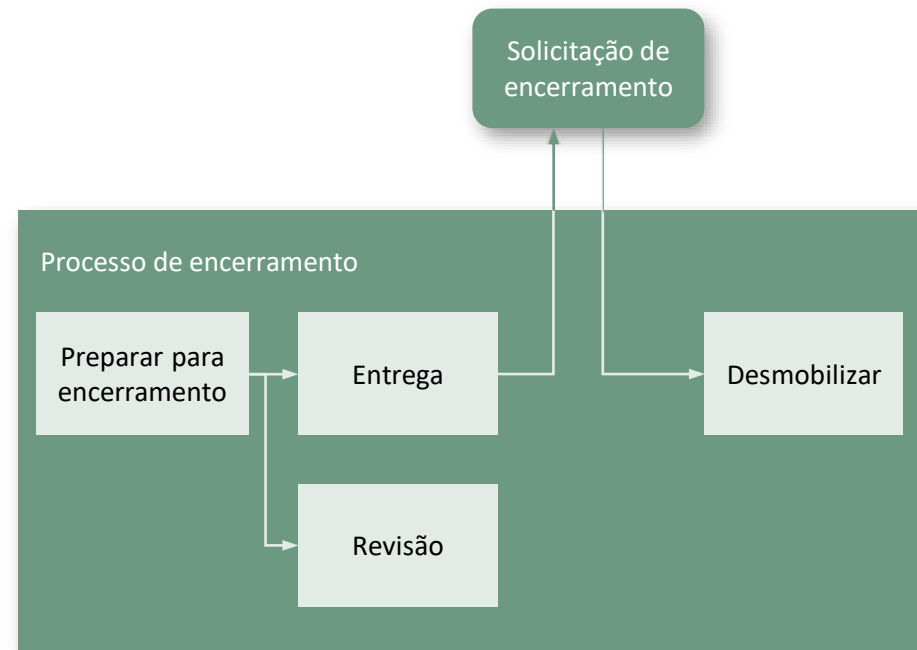 Solicitação de
encerramento
Processo de encerramento
Preparar para
encerramento
Entrega
Desmobilizar
Revisão